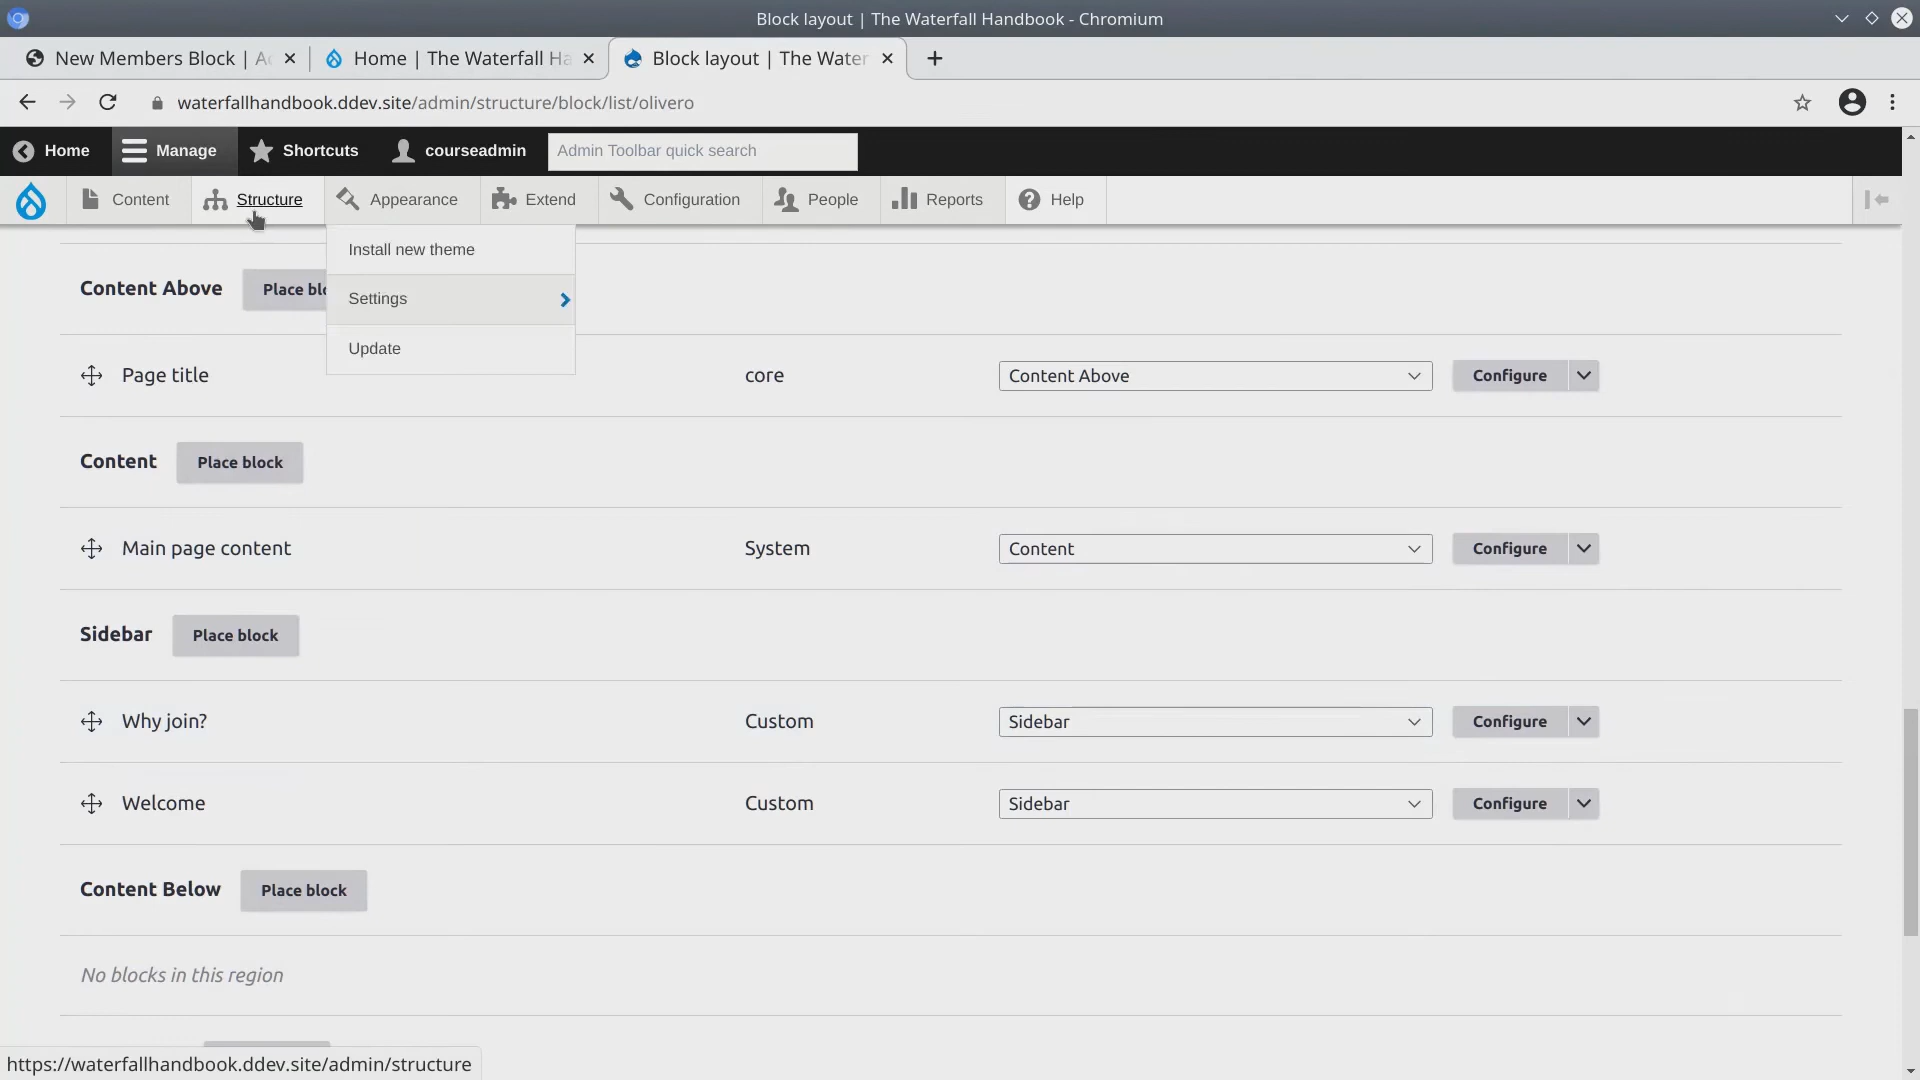 Block layout | The Waterfall Handbook - Chromium
New Members Block | A
Home | The Waterfall Ha
Block layout | The Water
waterfallhandbook.ddev.site/admin/structure/block/list/olivero
Home
Manage
Shortcuts
courseadmin
Admin Toolbar quick search
Content
Structure
Appearance
Extend
Configuration
People
Reports
Help
Install new theme
Settings
Update
Content Above
Place blo
Page title
core
Content Above
Configure
Content
Place block
Main page content
System
Content
Configure
Sidebar
Place block
Why join?
Custom
Sidebar
Configure
Welcome
Custom
Sidebar
Configure
Content Below
Place block
No blocks in this region
https://waterfallhandbook.ddev.site/admin/structure